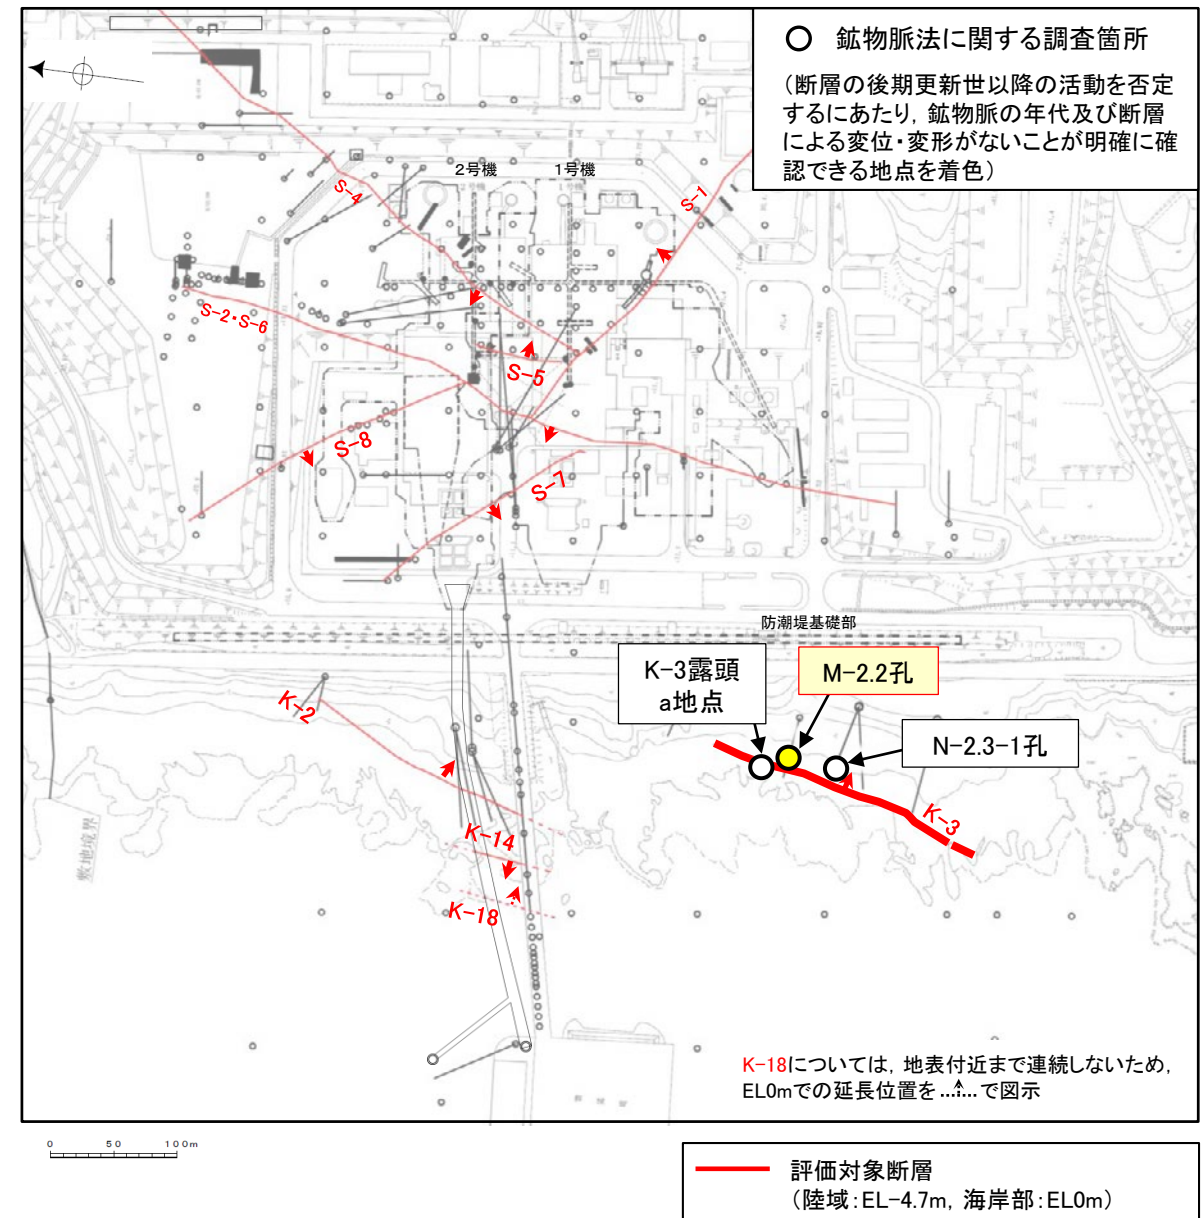 鉱物脈法に関する調査箇所
(断層の後期更新世以降の活動を否定
するにあたり,鉱物脈の年代及び断層
による変位・変形がないことが明確に確
認できる地点を着色)
2号機
1号機
S-4
S-1
S-2・S-6
S-5
S-8
S-7
防潮堤基礎部
K-3露頭
a地点
M-2.2孔
N-2.3-1孔
K-2
K-3
K-14
K-18
敷地境界
K-18については,地表付近まで連続しないため,
EL0mでの延長位置を で図示
0 50 100m
評価対象断層
(陸域:EL-4.7m, 海岸部:EL0m)